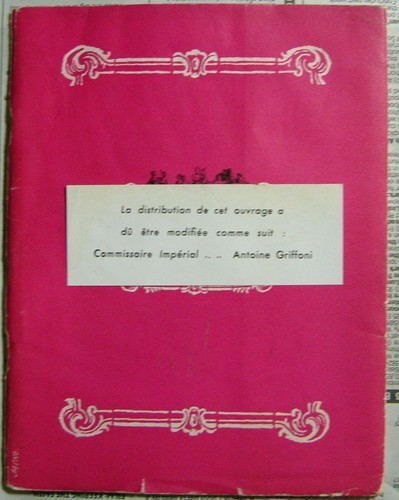 La distribution de cet ouvrage a
dû être modifiée comme suit :
Commissaire Impérial .. .. Antoine Griffoni